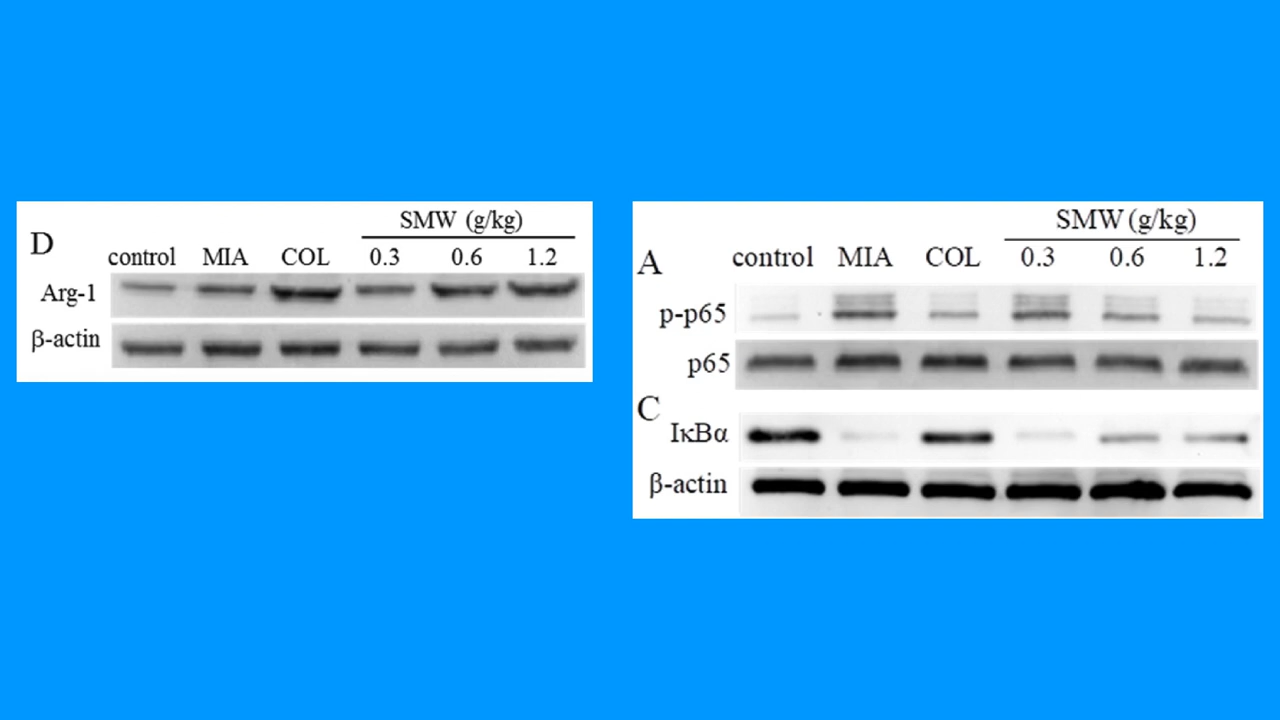 SMW (g/kg)
D
control MIA COL 0.3 0.6 1.2
Arg-1
β-actin
SMW (g/kg)
A control MIA COL 0.3 0.6 1.2
p-p65
p65
C
IκBα
β-actin